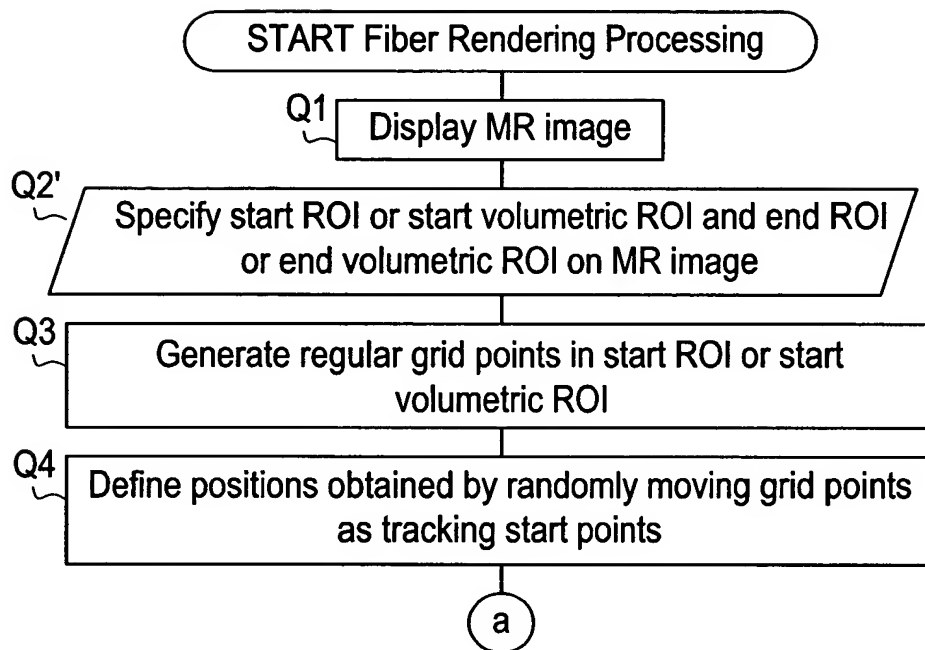 START Fiber Rendering Processing
Q1
Display MR image
Q2'
Specify start ROI or start volumetric ROI and end ROI
or end volumetric ROI on MR image
Q3
Generate regular grid points in start ROI or start
volumetric ROI
Q4
Define positions obtained by randomly moving grid points
as tracking start points
a